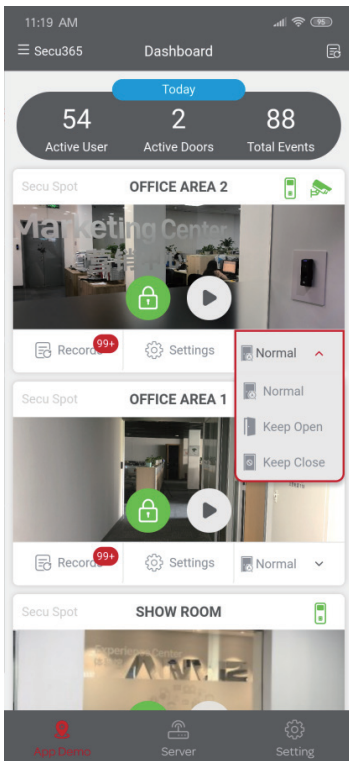 11:19 AM
95
Secu365 Dashboard
Today
54 2 88
Active User Active Doors Total Events
Secu Spot OFFICE AREA 2
Marketing Center
Records 99+ Settings Normal
Normal
Keep Open
Keep Close
Secu Spot OFFICE AREA 1
Records 99+ Settings Normal
Secu Spot SHOW ROOM
Experience Center
App Demo Server Setting